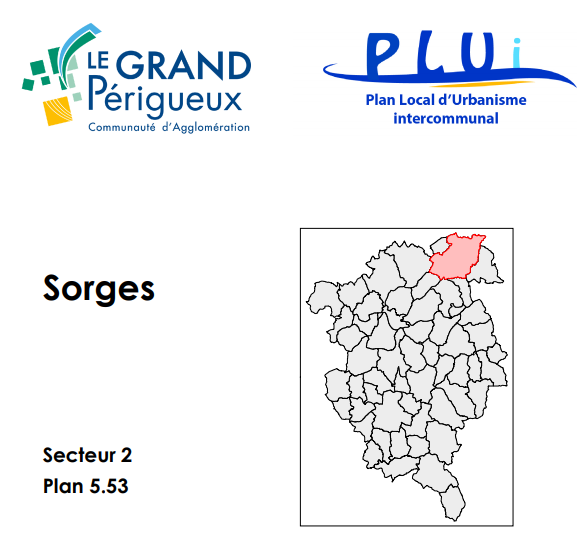 LE GRAND
Périgueux
Communauté d'Agglomération
PLUi
Plan Local d'Urbanisme
intercommunal
Sorges
Secteur 2
Plan 5.53